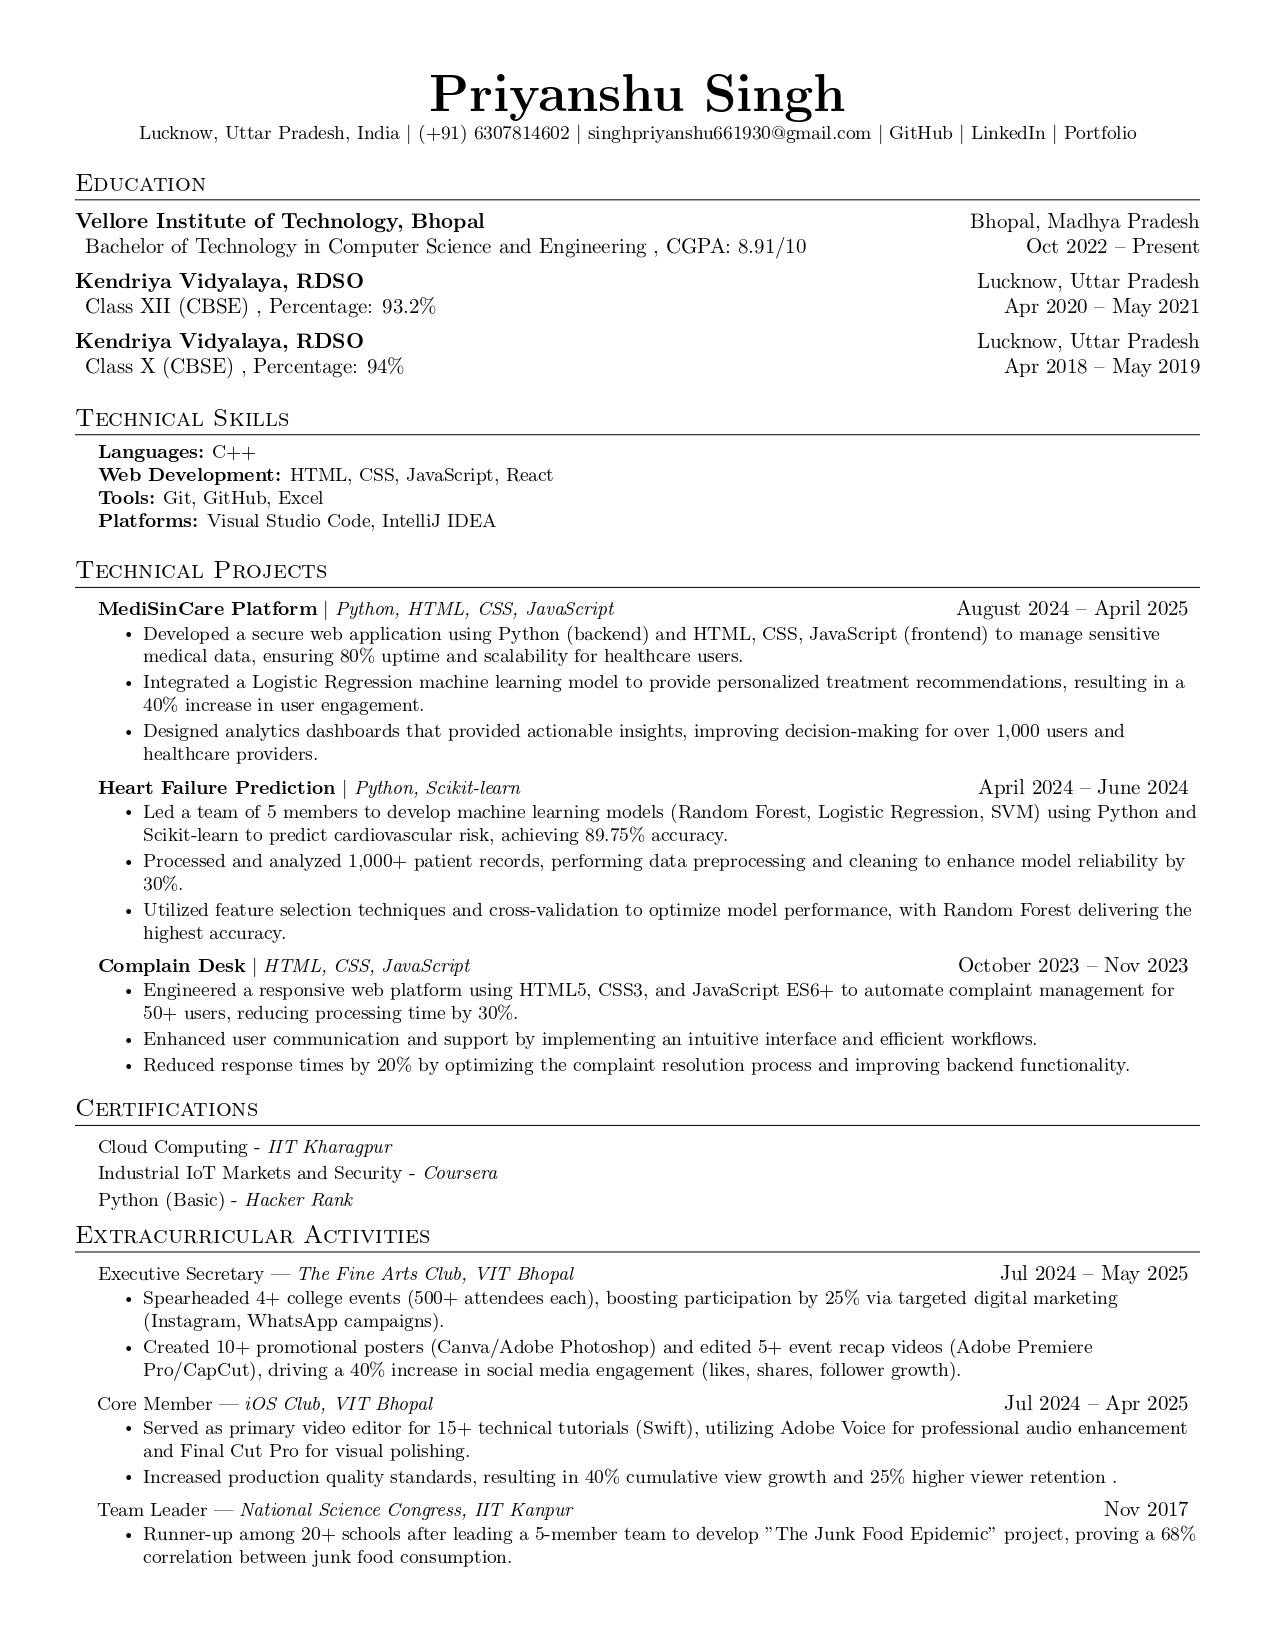 Priyanshu Singh
Lucknow, Uttar Pradesh, India | (+91) 6307814602 | singhpriyanshu661930@gmail.com | GitHub | LinkedIn | Portfolio
Education
Vellore Institute of Technology, Bhopal Bhopal, Madhya Pradesh
Bachelor of Technology in Computer Science and Engineering , CGPA: 8.91/10 Oct 2022 – Present
Kendriya Vidyalaya, RDSO Lucknow, Uttar Pradesh
Class XII (CBSE) , Percentage: 93.2% Apr 2020 – May 2021
Kendriya Vidyalaya, RDSO Lucknow, Uttar Pradesh
Class X (CBSE) , Percentage: 94% Apr 2018 – May 2019
Technical Skills
Languages: C++
Web Development: HTML, CSS, JavaScript, React
Tools: Git, GitHub, Excel
Platforms: Visual Studio Code, IntelliJ IDEA
Technical Projects
MediSinCare Platform | Python, HTML, CSS, JavaScript August 2024 – April 2025
• Developed a secure web application using Python (backend) and HTML, CSS, JavaScript (frontend) to manage sensitive
medical data, ensuring 80% uptime and scalability for healthcare users.
• Integrated a Logistic Regression machine learning model to provide personalized treatment recommendations, resulting in a
40% increase in user engagement.
• Designed analytics dashboards that provided actionable insights, improving decision-making for over 1,000 users and
healthcare providers.
Heart Failure Prediction | Python, Scikit-learn April 2024 – June 2024
• Led a team of 5 members to develop machine learning models (Random Forest, Logistic Regression, SVM) using Python and
Scikit-learn to predict cardiovascular risk, achieving 89.75% accuracy.
• Processed and analyzed 1,000+ patient records, performing data preprocessing and cleaning to enhance model reliability by
30%.
• Utilized feature selection techniques and cross-validation to optimize model performance, with Random Forest delivering the
highest accuracy.
Complain Desk | HTML, CSS, JavaScript October 2023 – Nov 2023
• Engineered a responsive web platform using HTML5, CSS3, and JavaScript ES6+ to automate complaint management for
50+ users, reducing processing time by 30%.
• Enhanced user communication and support by implementing an intuitive interface and efficient workflows.
• Reduced response times by 20% by optimizing the complaint resolution process and improving backend functionality.
Certifications
Cloud Computing - IIT Kharagpur
Industrial IoT Markets and Security - Coursera
Python (Basic) - Hacker Rank
Extracurricular Activities
Executive Secretary — The Fine Arts Club, VIT Bhopal Jul 2024 – May 2025
• Spearheaded 4+ college events (500+ attendees each), boosting participation by 25% via targeted digital marketing
(Instagram, WhatsApp campaigns).
• Created 10+ promotional posters (Canva/Adobe Photoshop) and edited 5+ event recap videos (Adobe Premiere
Pro/CapCut), driving a 40% increase in social media engagement (likes, shares, follower growth).
Core Member — iOS Club, VIT Bhopal Jul 2024 – Apr 2025
• Served as primary video editor for 15+ technical tutorials (Swift), utilizing Adobe Voice for professional audio enhancement
and Final Cut Pro for visual polishing.
• Increased production quality standards, resulting in 40% cumulative view growth and 25% higher viewer retention .
Team Leader — National Science Congress, IIT Kanpur Nov 2017
• Runner-up among 20+ schools after leading a 5-member team to develop ”The Junk Food Epidemic” project, proving a 68%
correlation between junk food consumption.